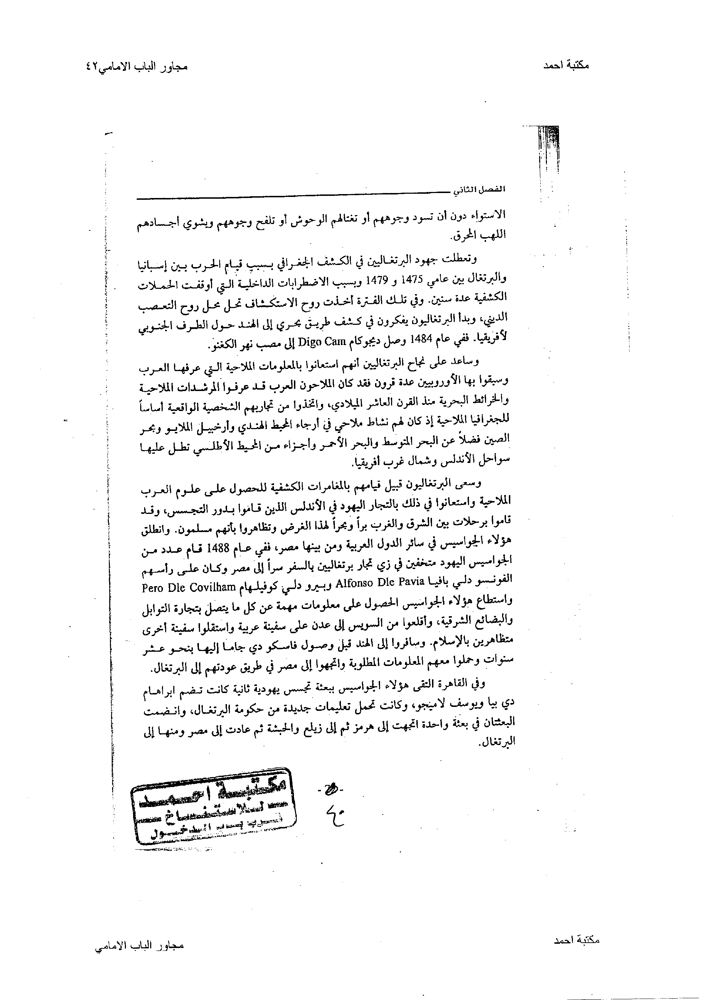 مكتبة احمد
مجاور الباب الامامي٤٢
الفصل الثاني
الاستواء دون أن تسود وجوههم أو تغتالهم الوحوش أو تلفح وجوههم ويشوي أجسادهم
اللهب المحرق.
وتعطلت جهود البرتغاليين في الكشف الجغرافي بسبب قيام الحرب بين إسبانيا
والبرتغال بين عامي 1475 و 1479 وبسبب الاضطرابات الداخلية التي أوقفت الحملات
الكشفية عدة سنين. وفي تلك الفترة أخذت روح الاستكشاف تحل محل روح التعصب
الديني، وبدأ البرتغاليون يفكرون في كشف طريق بحري إلى الهند حول الطرف الجنوبي
لأفريقيا. ففي عام 1484 وصل ديجوكام Digo Cam إلى مصب نهر الكغنو.
وساعد على نجاح البرتغاليين أنهم استعانوا بالمعلومات الملاحية التي عرفها العرب
وسبقوا بها الأوروبيين عدة قرون فقد كان الملاحون العرب قد عرفوا المرشدات الملاحية
والخرائط البحرية منذ القرن العاشر الميلادي، واتخذوا من تجاربهم الشخصية الواقعية أساساً
للجغرافيا الملاحية إذ كان لهم نشاط ملاحي في أرجاء المحيط الهندي وأرخبيل الملايو وبحر
الصين فضلاً عن البحر المتوسط والبحر الأحمر وأجزاء من المحيط الأطلسي تطل عليها
سواحل الأندلس وشمال غرب أفريقيا.
وسعى البرتغاليون قبيل قيامهم بالمغامرات الكشفية للحصول على علوم العرب
الملاحية واستعانوا في ذلك بالتجار اليهود في الأندلس الذين قاموا بدور التجسس، وقد
قاموا برحلات بين الشرق والغرب براً وبحراً لهذا الغرض وتظاهروا بأنهم مسلمون. وانطلق
هؤلاء الجواسيس في سائر الدول العربية ومن بينها مصر، ففي عام 1488 قام عدد من
الجواسيس اليهود متخفين في زي تجار برتغاليين بالسفر سراً إلى مصر وكان على رأسهم
الفونسو دلي بافيا Alfonso Dle Pavia وبيرو دلي كوفيلهام Pero Dle Covilham
واستطاع هؤلاء الجواسيس الحصول على معلومات مهمة عن كل ما يتصل بتجارة التوابل
والبضائع الشرقية، وأقلعوا من السويس إلى عدن على سفينة عربية واستقلوا سفينة أخرى
متظاهرين بالإسلام. وسافروا إلى الهند قبل وصول فاسكو دي جاما إليها بنحو عشر
سنوات وحملوا معهم المعلومات المطلوبة واتجهوا إلى مصر في طريق عودتهم إلى البرتغال.
وفي القاهرة التقى هؤلاء الجواسيس ببعثة تجسس يهودية ثانية كانت تضم ابراهام
دي بيا ويوسف لاميجو، وكانت تحمل تعليمات جديدة من حكومة البرتغال، وانضمت
البعثتان في بعثة واحدة اتجهت إلى هرمز ثم إلى زيلع والحبشة ثم عادت إلى مصر ومنها إلى
البرتغال.
مكتبة احمد
للاستنساخ
قرب باب الدخول
٤٠
مكتبة احمد
مجاور الباب الامامي